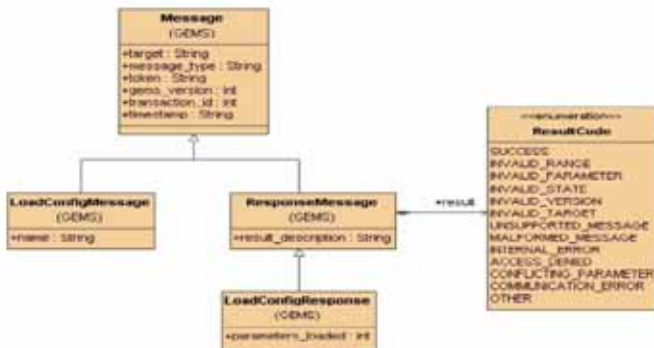 Message
(GEMS)
+target : String
+message_type : String
+token : String
+gems_version : int
+transaction_id : int
+timestamp : String
<<enumeration>>
ResultCode
SUCCESS
INVALID_RANGE
INVALID_PARAMETER
INVALID_STATE
INVALID_VERSION
INVALID_TARGET
UNSUPPORTED_MESSAGE
MALFORMED_MESSAGE
INTERNAL_ERROR
ACCESS_DENIED
CONFLICTING_PARAMETER
COMMUNICATION_ERROR
OTHER
LoadConfigMessage
(GEMS)
+name : String
ResponseMessage
(GEMS)
+result_description : String
+result
LoadConfigResponse
(GEMS)
+parameters_loaded : int